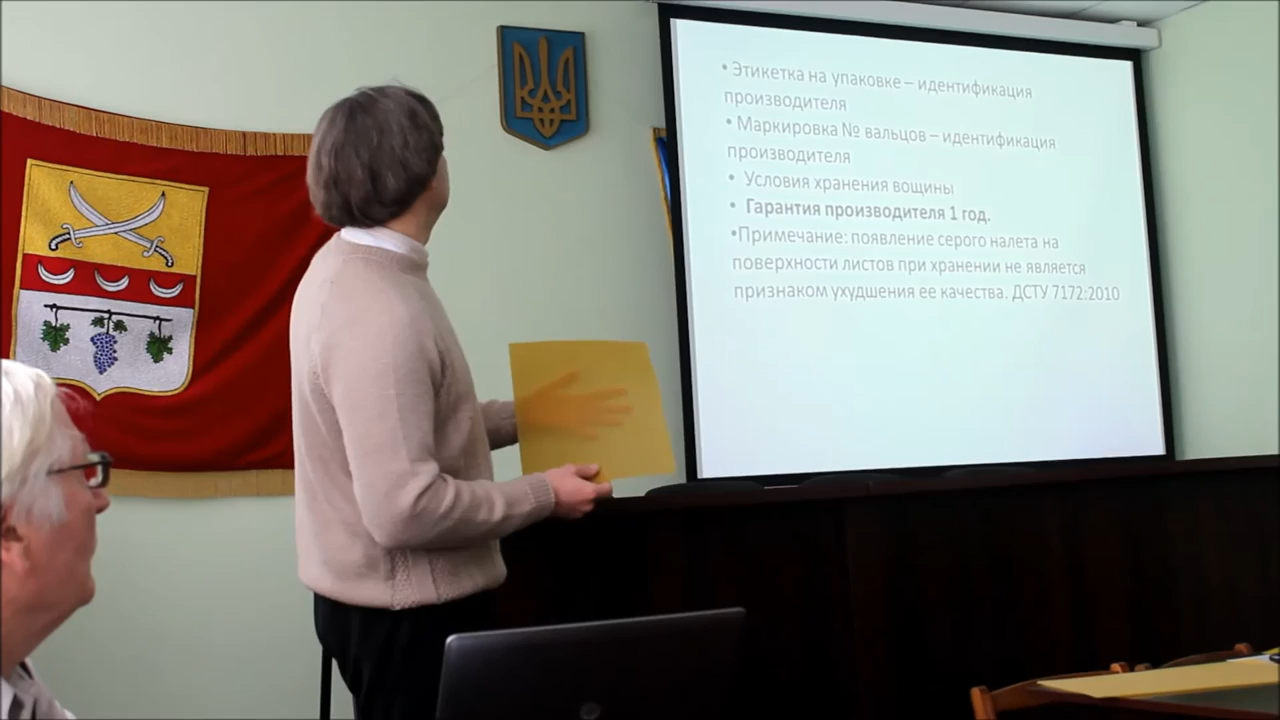 • Этикетка на упаковке – идентификация
производителя
• Маркировка № вальцов – идентификация
производителя
• Условия хранения вощины
• Гарантия производителя 1 год.
•Примечание: появление серого налета на
поверхности листов при хранении не является
признаком ухудшения ее качества. ДСТУ 7172:2010